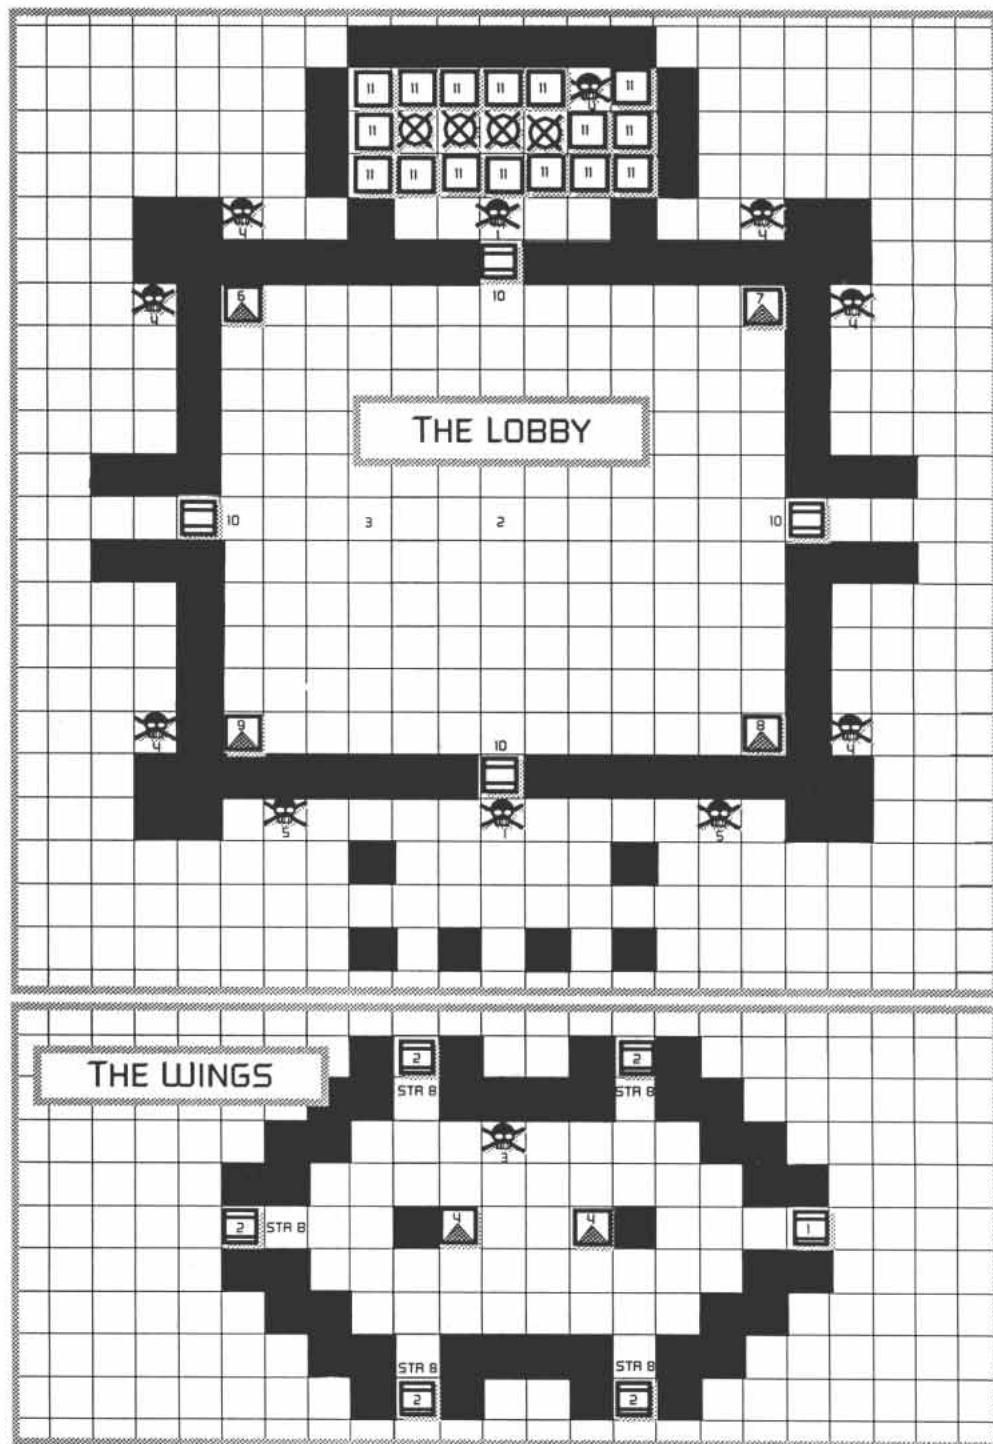 11 11 11 11 11 11
11 11 11
11 11 11 11 11 11 11
4 1 4
4 6 10 7 4
THE LOBBY
10 3 2 10
4 9 8 4
10
5 1 5
THE WINGS
2 2
STR 8 STR 8
3
2 STR 8 4 4 1
STR 8 STR 8
2 2